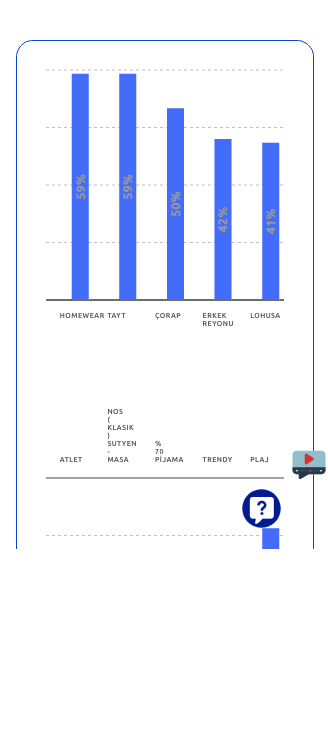 59%
59%
50%
42%
41%
HOMEWEAR TAYT ÇORAP ERKEK LOHUSA
REYONU
NOS
(
KLASIK
)
SUTYEN %
- 70
ATLET MASA PİJAMA TRENDY PLAJ
?